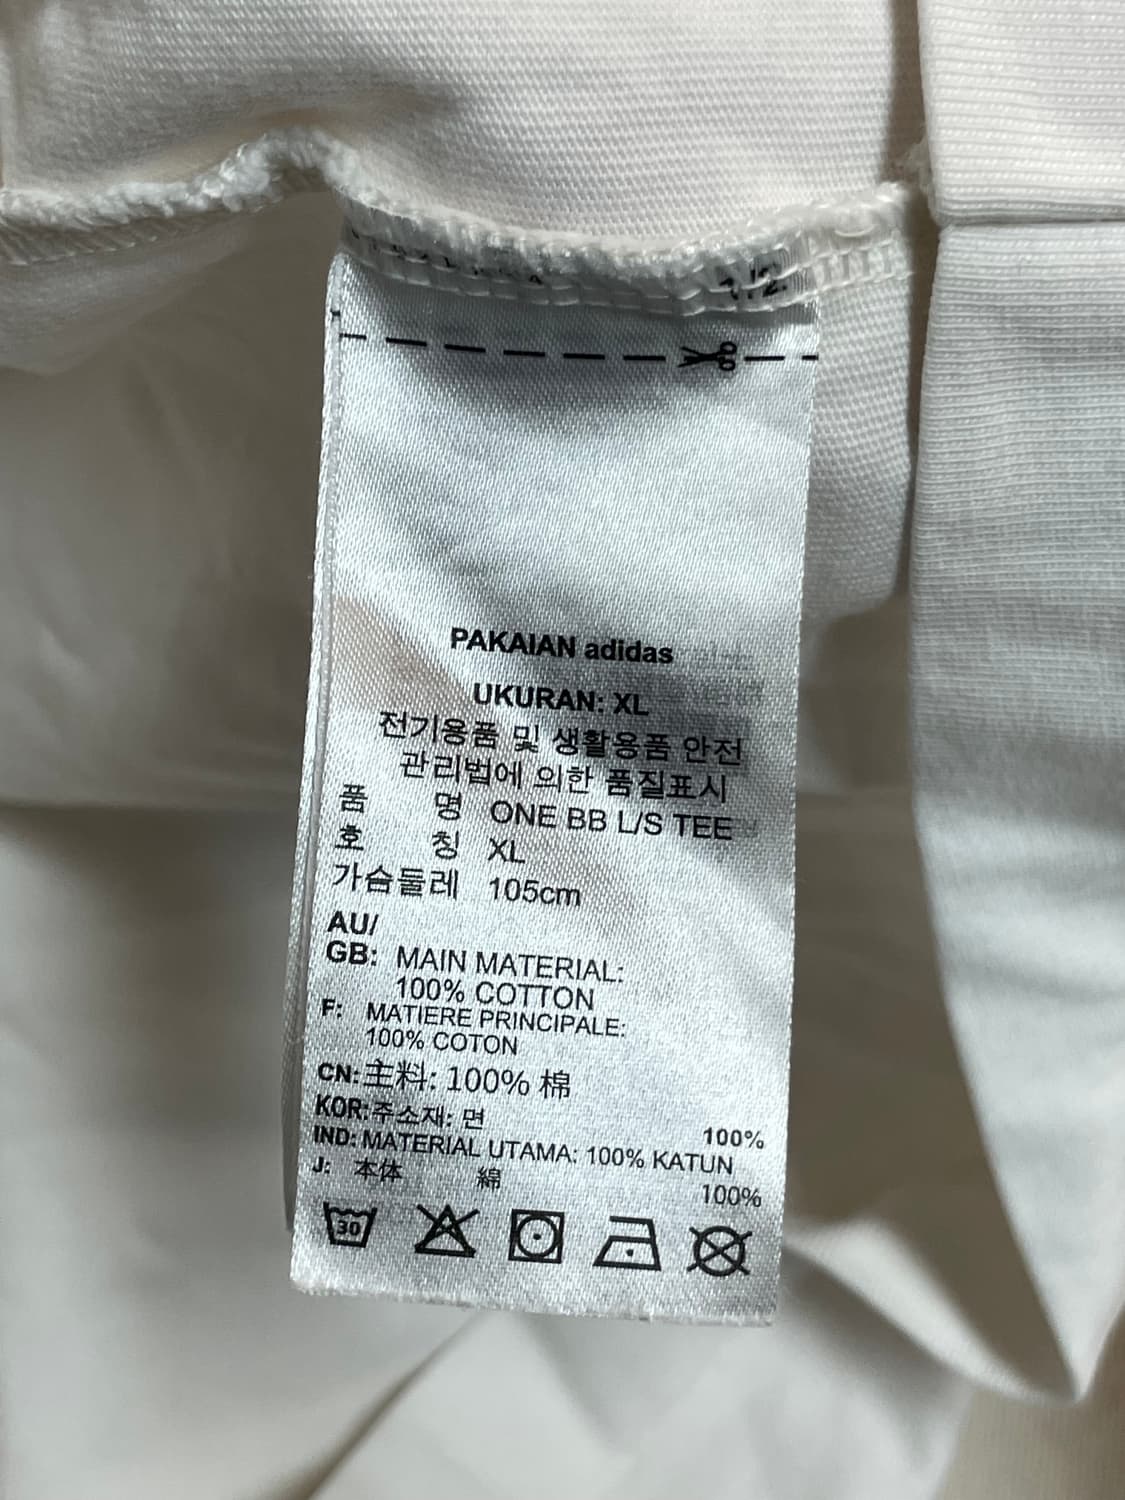 1/2.
PAKAIAN adidas
UKURAN: XL
전기용품 및 생활용품 안전
관리법에 의한 품질표시
품 명 ONE BB L/S TEE
호 칭 XL
가슴둘레 105cm
AU/
GB: MAIN MATERIAL:
100% COTTON
F: MATIERE PRINCIPALE:
100% COTON
CN:主料: 100% 棉
KOR:주소재: 면 100%
IND: MATERIAL UTAMA: 100% KATUN
J: 本体 綿 100%
30